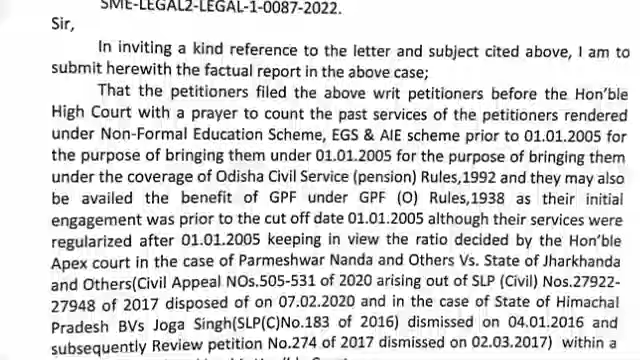 SME-LEGAL2-LEGAL-1-0087-2022.
Sir,
In inviting a kind reference to the letter and subject cited above, I am to
submit herewith the factual report in the above case;
That the petitioners filed the above writ petitioners before the Hon'ble
High Court with a prayer to count the past services of the petitioners rendered
under Non-Formal Education Scheme, EGS & AIE scheme prior to 01.01.2005 for
the purpose of bringing them under 01.01.2005 for the purpose of bringing them
under the coverage of Odisha Civil Service (pension) Rules,1992 and they may also
be availed the benefit of GPF under GPF (O) Rules,1938 as their initial
engagement was prior to the cut off date 01.01.2005 although their services were
regularized after 01.01.2005 keeping in view the ratio decided by the Hon'ble
Apex court in the case of Parmeshwar Nanda and Others Vs. State of Jharkhanda
and Others(Civil Appeal NOs.505-531 of 2020 arising out of SLP (Civil) Nos.27922-
27948 of 2017 disposed of on 07.02.2020 and in the case of State of Himachal
Pradesh BVs Joga Singh(SLP(C)No.183 of 2016) dismissed on 04.01.2016 and
subsequently Review petition No.274 of 2017 dismissed on 02.03.2017) within a